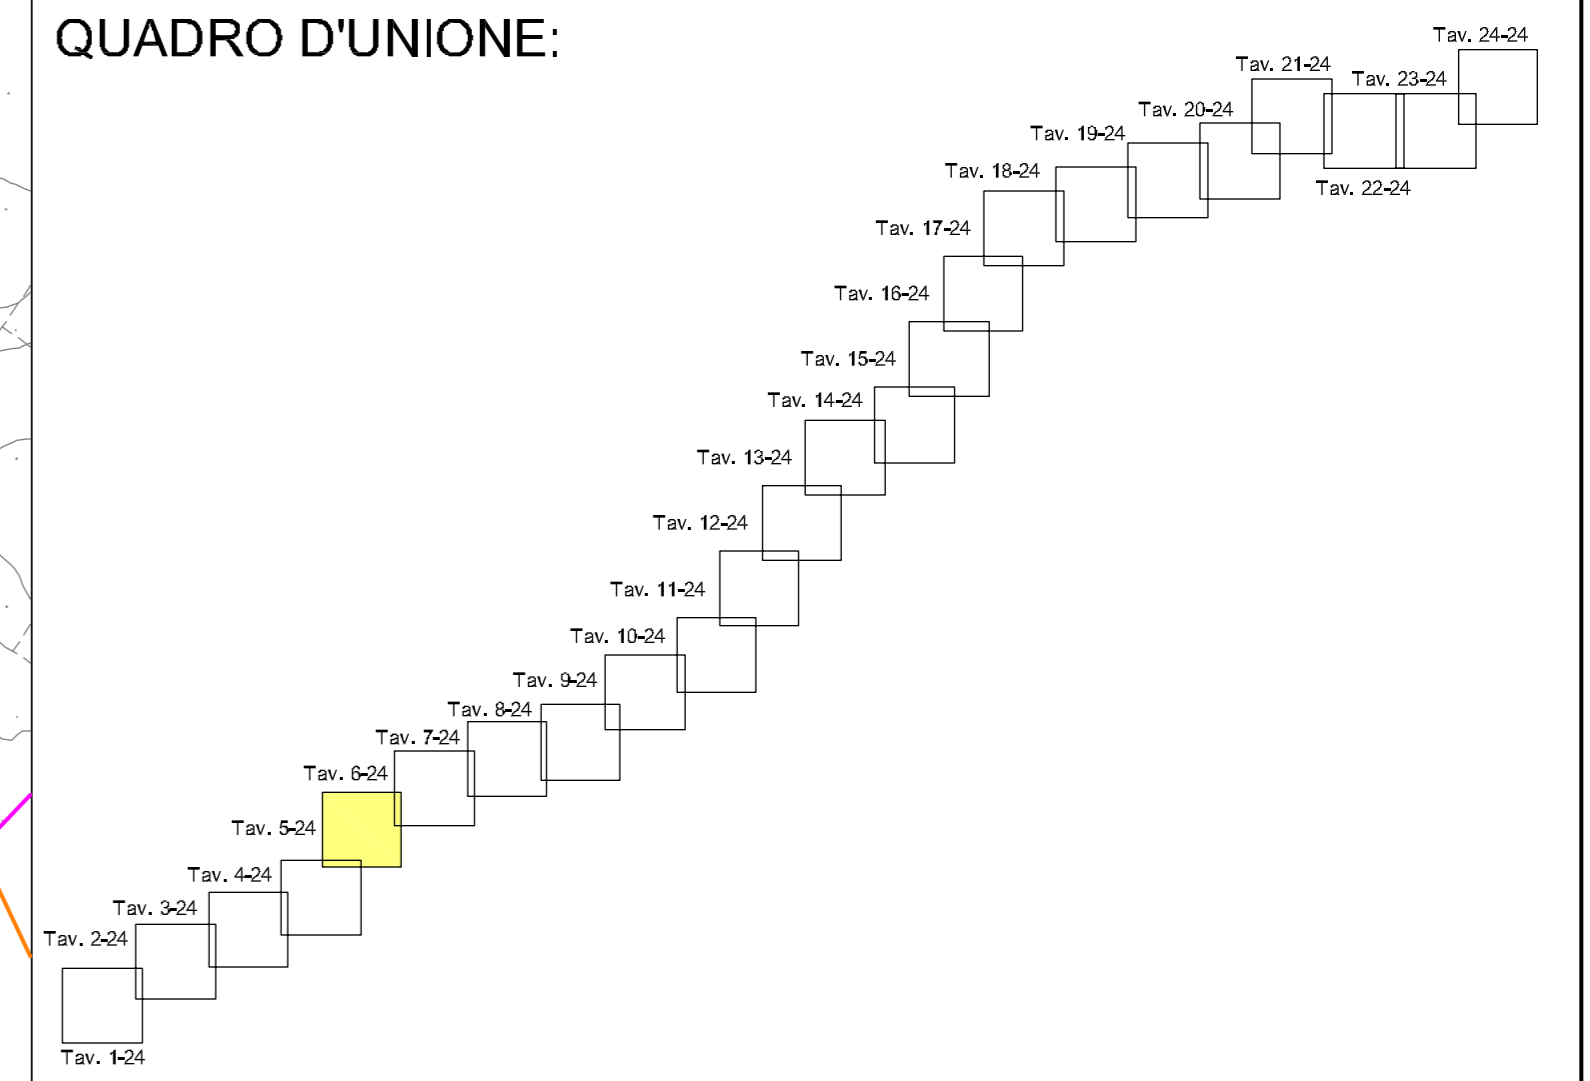 QUADRO D'UNIONE:
Tav. 24-24
Tav. 21-24
Tav. 23-24
Tav. 20-24
Tav. 19-24
Tav. 18-24
Tav. 22-24
Tav. 17-24
Tav. 16-24
Tav. 15-24
Tav. 14-24
Tav. 13-24
Tav. 12-24
Tav. 11-24
Tav. 10-24
Tav. 9-24
Tav. 8-24
Tav. 7-24
Tav. 6-24
Tav. 5-24
Tav. 4-24
Tav. 3-24
Tav. 2-24
Tav. 1-24